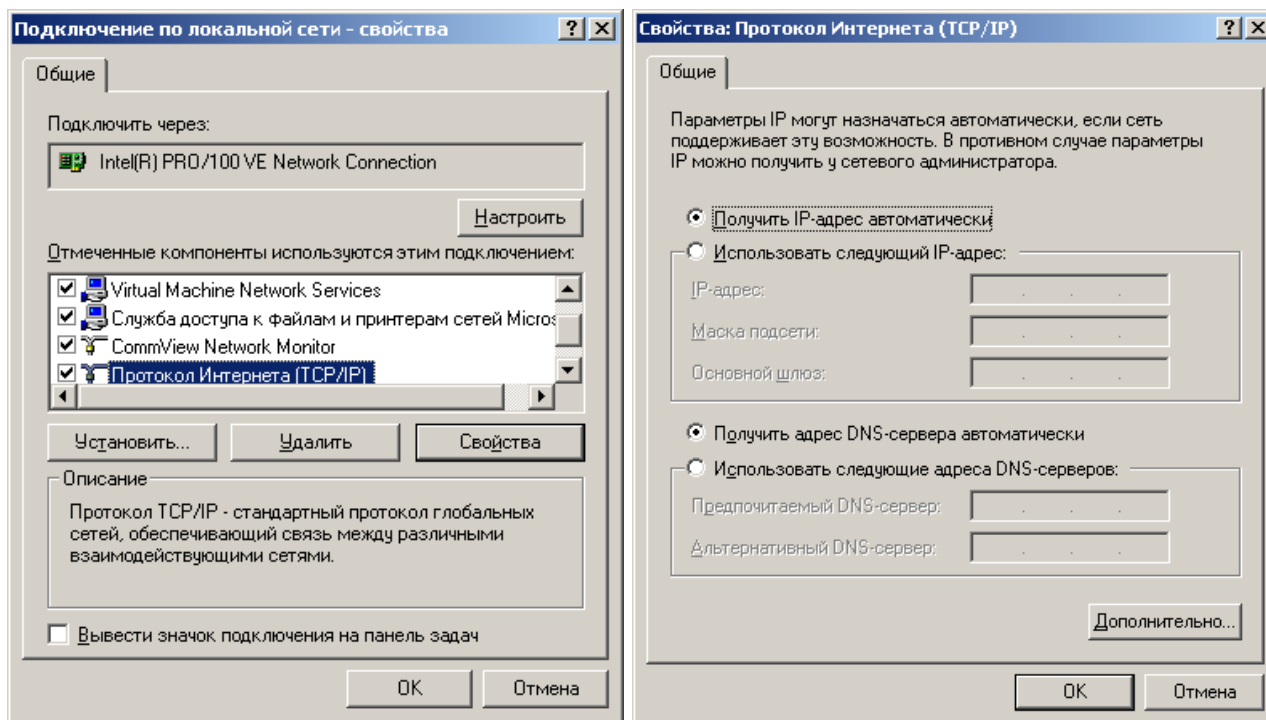 Подключение по локальной сети - свойства
Общие
Подключить через:
Intel(R) PRO/100 VE Network Connection
Настроить
Отмеченные компоненты используются этим подключением:
Virtual Machine Network Services
Служба доступа к файлам и принтерам сетей Micros
CommView Network Monitor
Протокол Интернета (TCP/IP)
Установить...
Удалить
Свойства
Описание
Протокол TCP/IP - стандартный протокол глобальных
сетей, обеспечивающий связь между различными
взаимодействующими сетями.
Вывести значок подключения на панель задач
OK
Отмена
Свойства: Протокол Интернета (TCP/IP)
Общие
Параметры IP могут назначаться автоматически, если сеть
поддерживает эту возможность. В противном случае параметры
IP можно получить у сетевого администратора.
Получить IP-адрес автоматически
Использовать следующий IP-адрес:
IP-адрес:
Маска подсети:
Основной шлюз:
Получить адрес DNS-сервера автоматически
Использовать следующие адреса DNS-серверов:
Предпочитаемый DNS-сервер:
Альтернативный DNS-сервер:
Дополнительно...
OK
Отмена